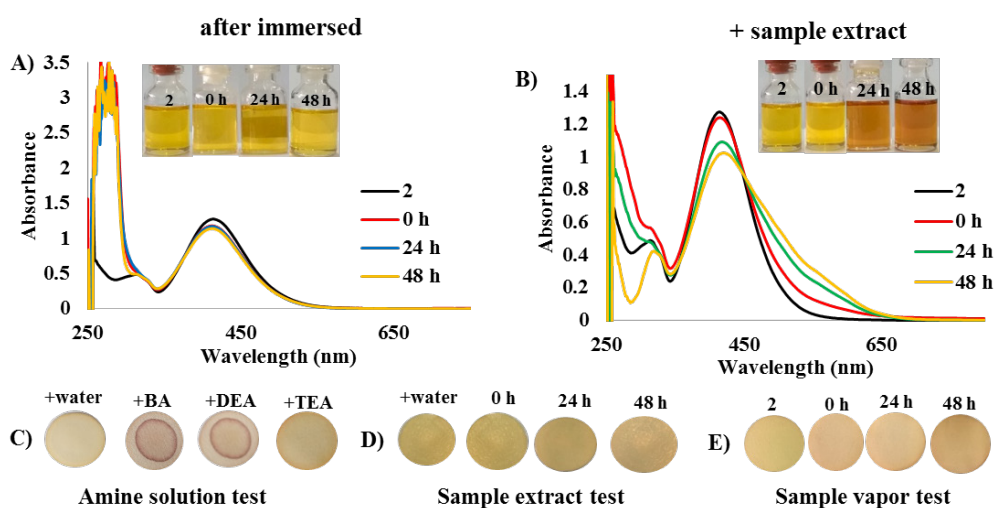 after immersed
+ sample extract
A)
3.5
3
2.5
2
1.5
1
0.5
0
Absorbance
2 0 h 24 h 48 h
2
0 h
24 h
48 h
250 450 650
Wavelength (nm)
B)
1.4
1.2
1
0.8
0.6
0.4
0.2
0
Absorbance
2 0 h 24 h 48 h
2
0 h
24 h
48 h
250 450 650
Wavelength (nm)
C)
+water +BA +DEA +TEA
Amine solution test
D)
+water 0 h 24 h 48 h
Sample extract test
E)
2 0 h 24 h 48 h
Sample vapor test